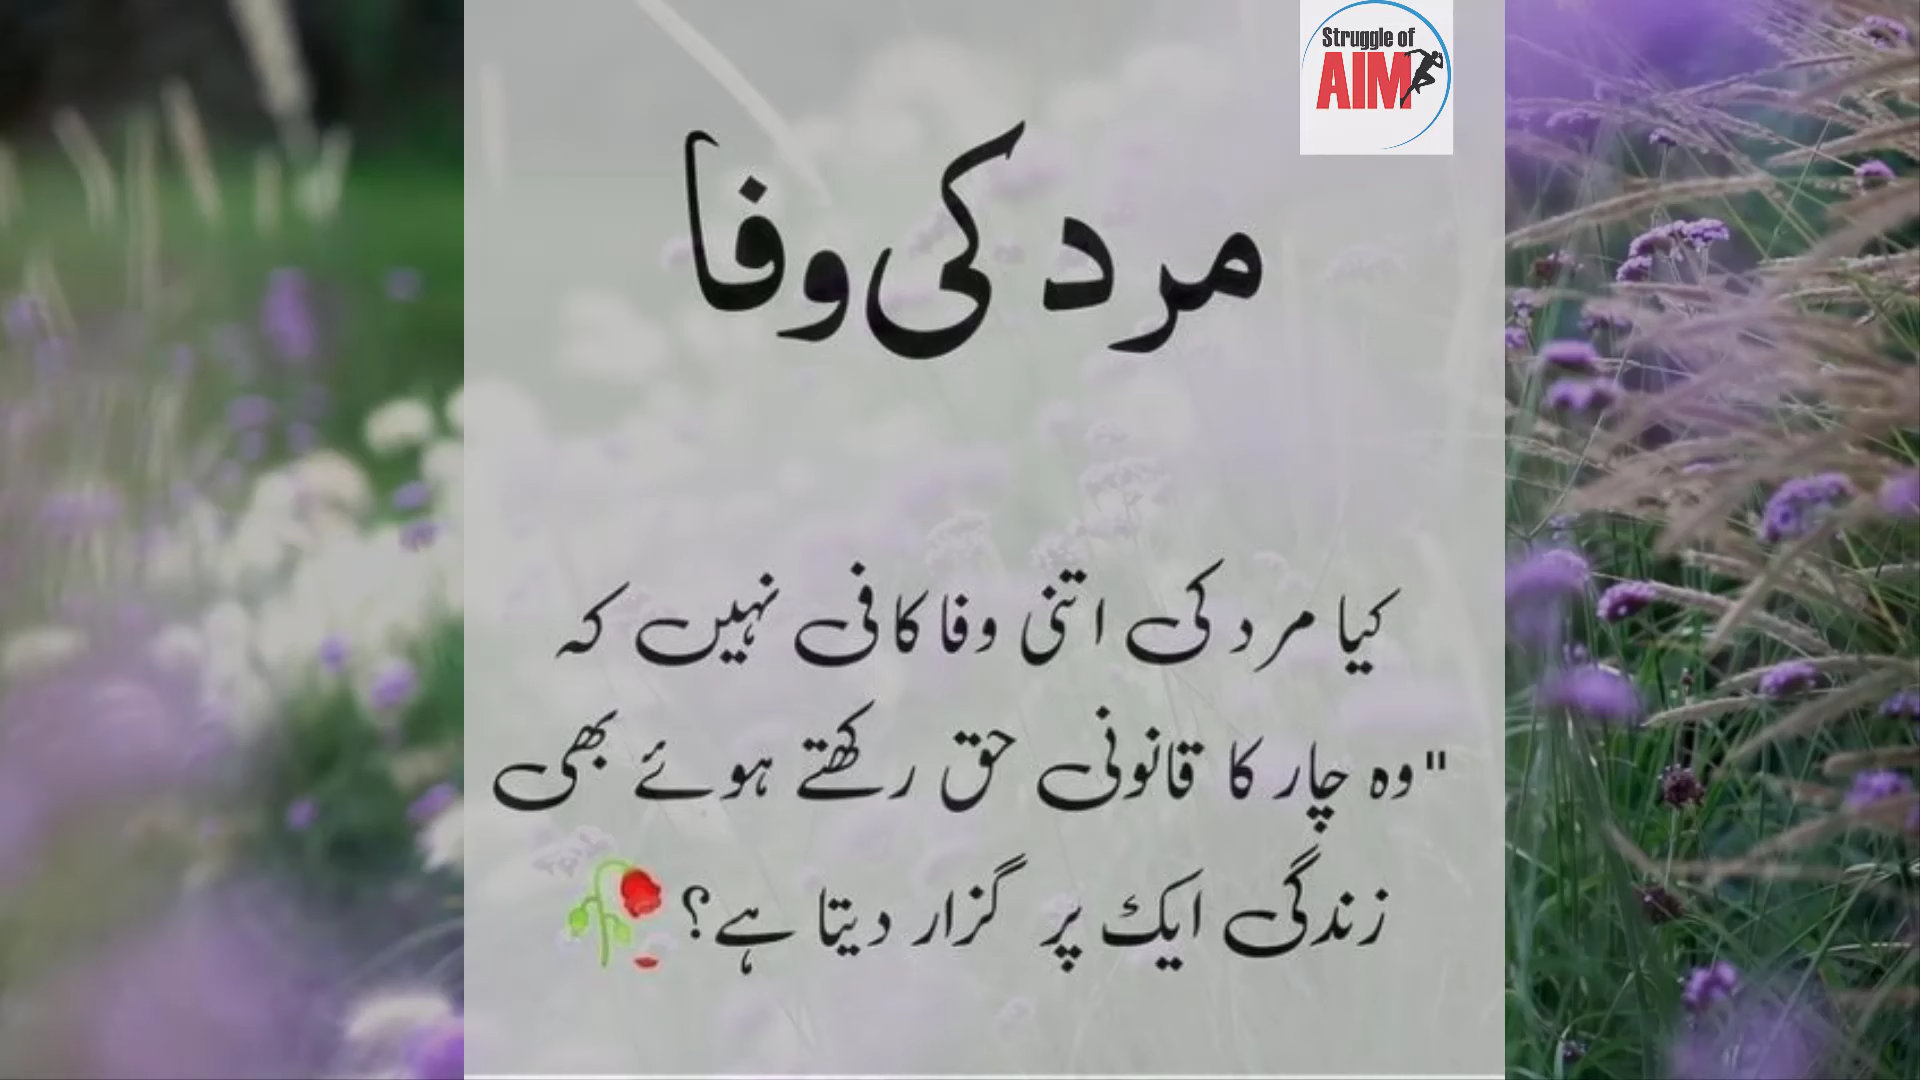 Struggle of
AIM
مرد کی وفا
کیا مرد کی اتنی وفا کافی نہیں کہ
"وہ چار کا قانونی حق رکھتے ہوئے بھی
زندگی ایک پر گزار دیتا ہے؟